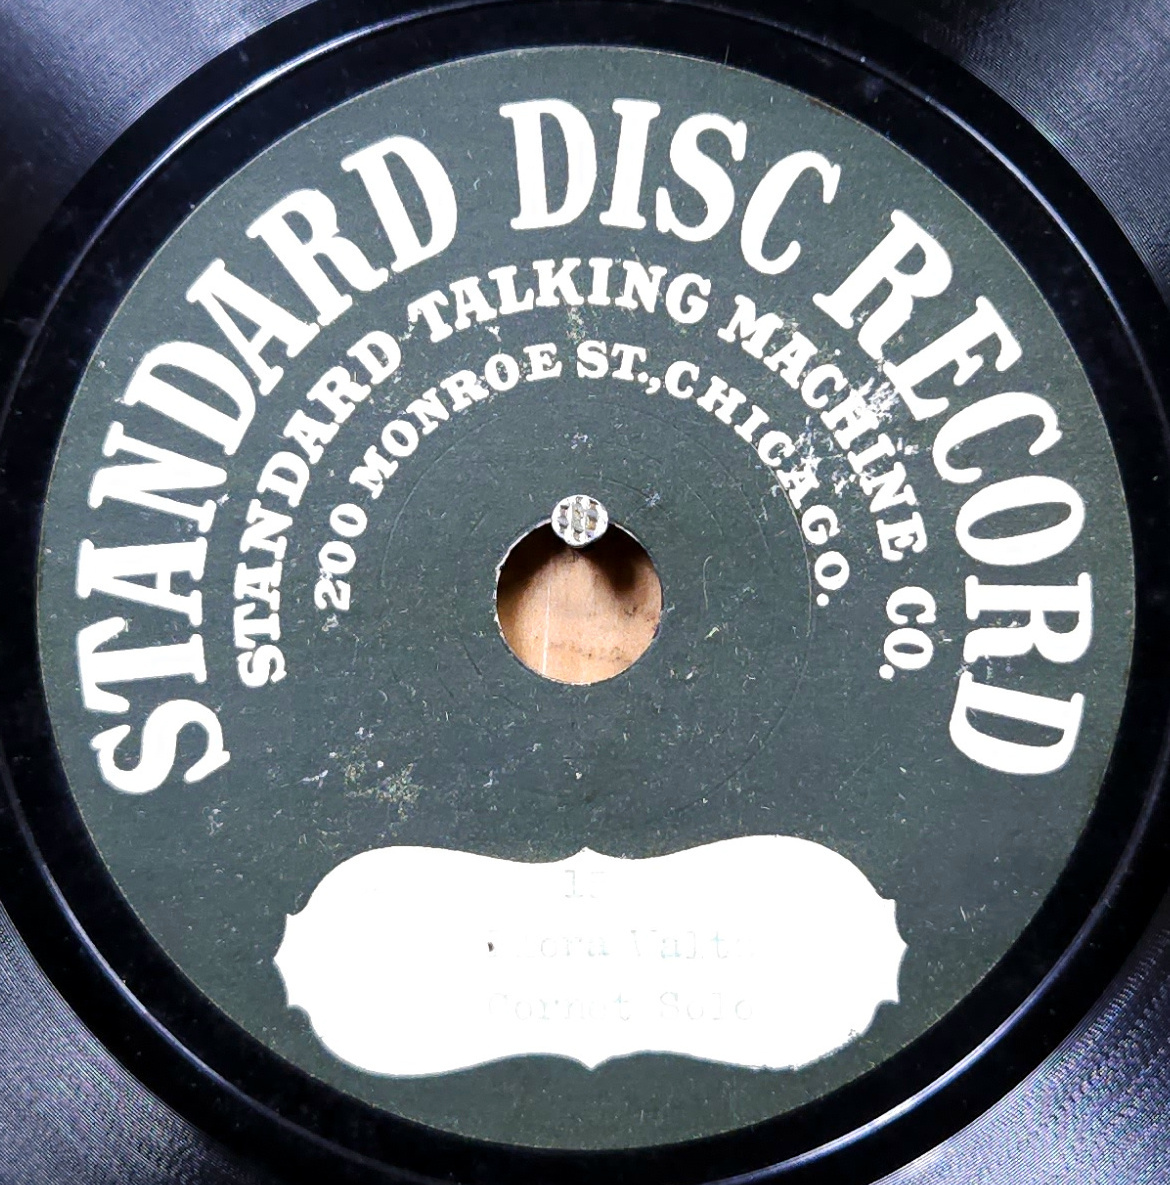 STANDARD DISC RECORD
STANDARD TALKING MACHINE CO.
200 MONROE ST., CHICAGO.
Cornet Solo